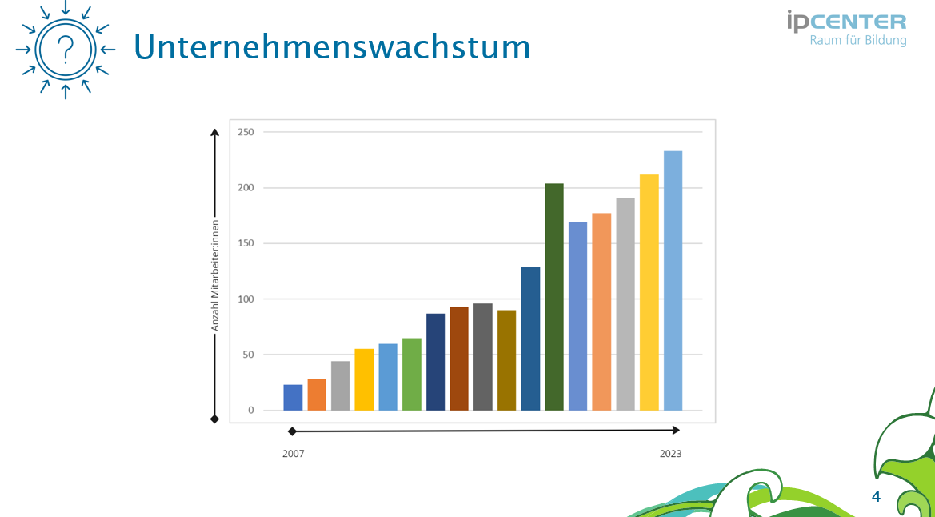 ?
Unternehmenswachstum
ipCENTER
Raum für Bildung
Anzahl Mitarbeiter:innen
250
200
150
100
50
0
2007
2023
4